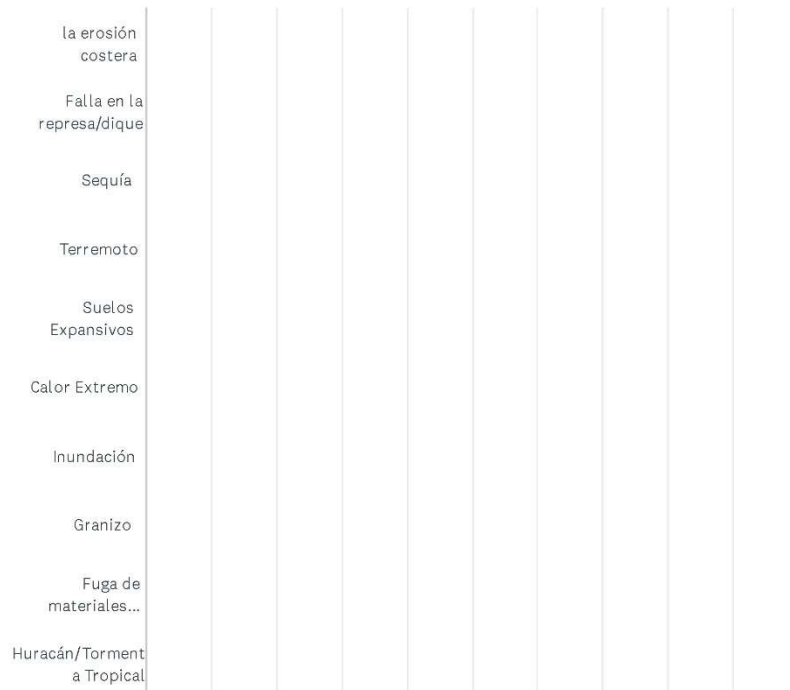 la erosión
costera
Falla en la
represa/dique
Sequía
Terremoto
Suelos
Expansivos
Calor Extremo
Inundación
Granizo
Fuga de
materiales...
Huracán/Torment
a Tropical